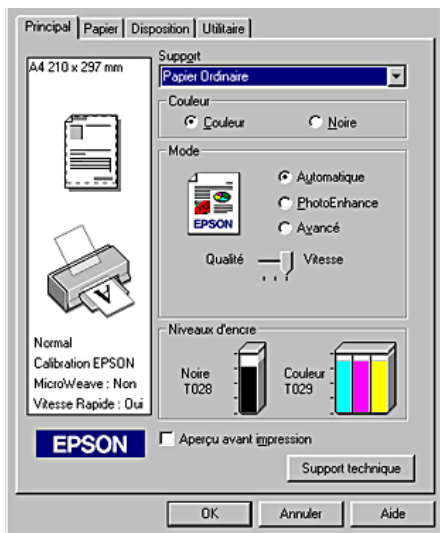 Principal Papier Disposition Utilitaire
A4 210 x 297 mm
Support
Papier Ordinaire
Couleur
Couleur
Noire
Mode
EPSON
Automatique
PhotoEnhance
Avancé
Qualité
Vitesse
A
Normal
Calibration EPSON
MicroWeave : Non
Vitesse Rapide : Oui
EPSON
Niveaux d'encre
Noire
T028
Couleur
T029
Aperçu avant impression
Support technique
OK Annuler Aide